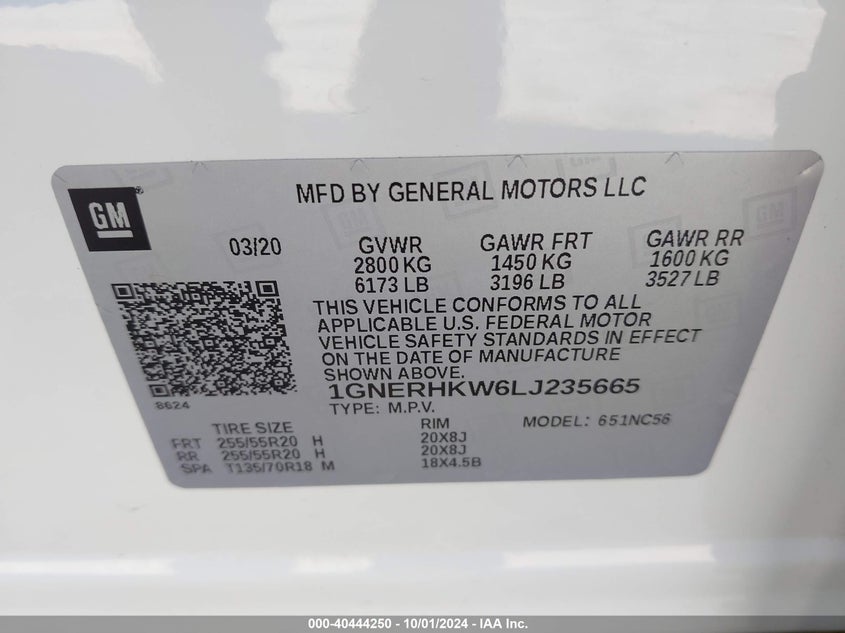 MFD BY GENERAL MOTORS LLC
GM
03/20 GVWR GAWR FRT GAWR RR
2800 KG 1450 KG 1600 KG
6173 LB 3196 LB 3527 LB
THIS VEHICLE CONFORMS TO ALL
APPLICABLE U.S. FEDERAL MOTOR
VEHICLE SAFETY STANDARDS IN EFFECT
ON THE DATE OF MANUFACTURE
SHOWN ABOVE.
1GNERHKW6LJ235665
8624
TYPE: M.P.V. MODEL: 651NC56
TIRE SIZE RIM
FRT 255/55R20 H 20X8J
RR 255/55R20 H 20X8J
SPA T135/70R18 M 18X4.5B
000-40444250 - 10/01/2024 - IAA Inc.